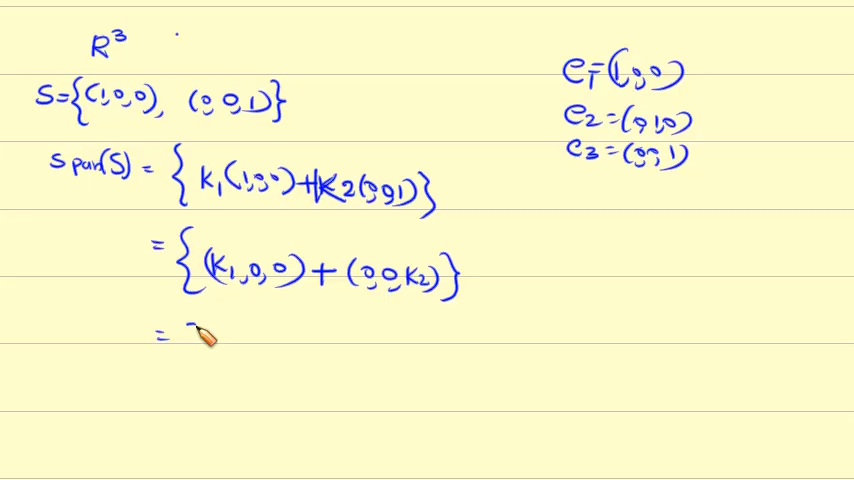 R³
S={(1,0,0), (0,0,1)}
Span(S) = {K₁(1,0,0)+K2(0,0,1)}
= {(K₁,0,0)+(0,0,K₂)}
=
e₁=(1,0,0)
e₂=(0,1,0)
e₃=(0,0,1)